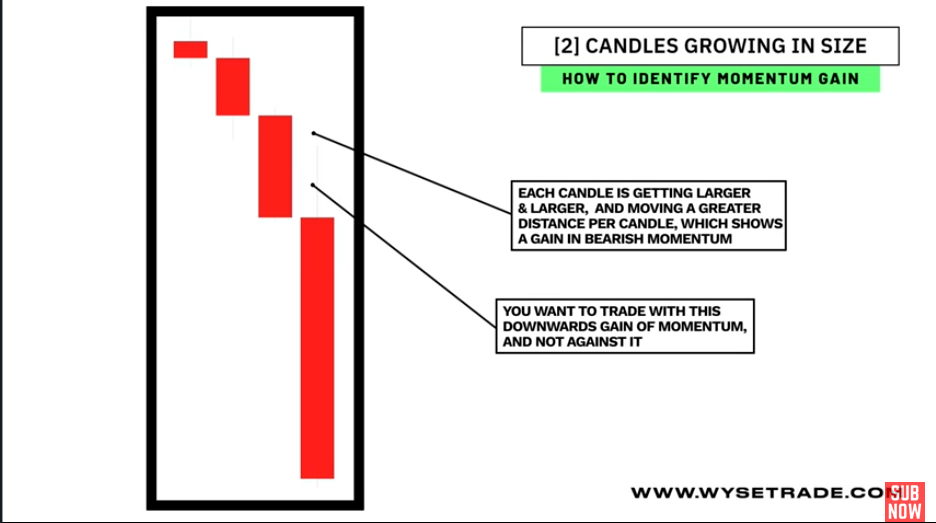 [2] CANDLES GROWING IN SIZE
HOW TO IDENTIFY MOMENTUM GAIN
EACH CANDLE IS GETTING LARGER
& LARGER, AND MOVING A GREATER
DISTANCE PER CANDLE, WHICH SHOWS
A GAIN IN BEARISH MOMENTUM
YOU WANT TO TRADE WITH THIS
DOWNWARDS GAIN OF MOMENTUM,
AND NOT AGAINST IT
WWW.WYSETRADE.COM
SUB
NOW